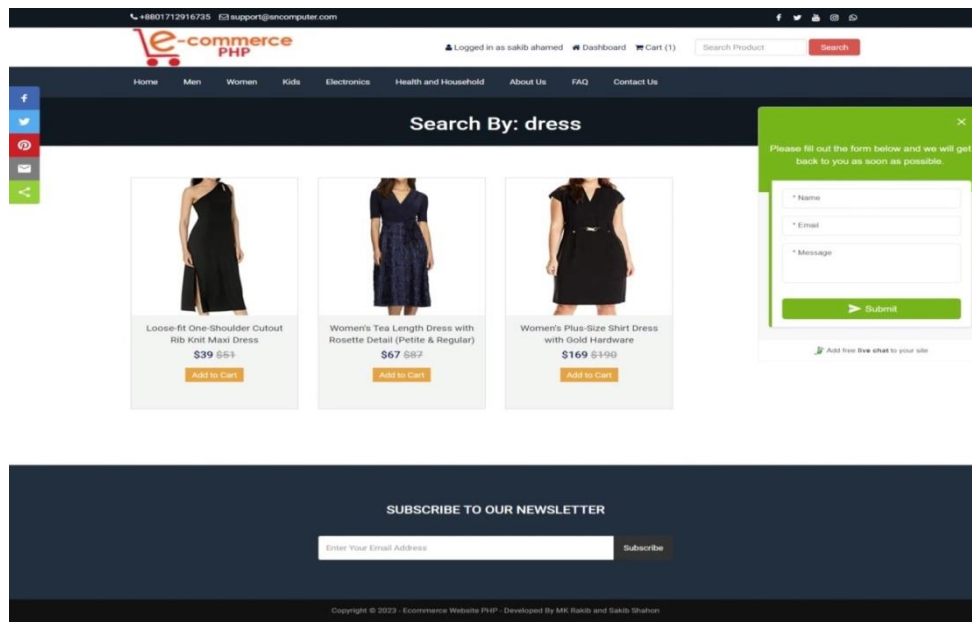 +8801712916735 support@sncomputer.com
e-commerce
PHP
Logged in as sakib ahamed Dashboard Cart (1) Search Product Search
Home Men Women Kids Electronics Health and Household About Us FAQ Contact Us
Search By: dress
Please fill out the form below and we will get
back to you as soon as possible.
* Name
* Email
* Message
Submit
Add free live chat to your site
Loose-fit One-Shoulder Cutout
Rib Knit Maxi Dress
$39 $51
Add to Cart
Women's Tea Length Dress with
Rosette Detail (Petite & Regular)
$67 $87
Add to Cart
Women's Plus-Size Shirt Dress
with Gold Hardware
$169 $190
Add to Cart
SUBSCRIBE TO OUR NEWSLETTER
Enter Your Email Address Subscribe
Copyright © 2023 - Ecommerce Website PHP - Developed By MK Rakib and Sakib Shahon